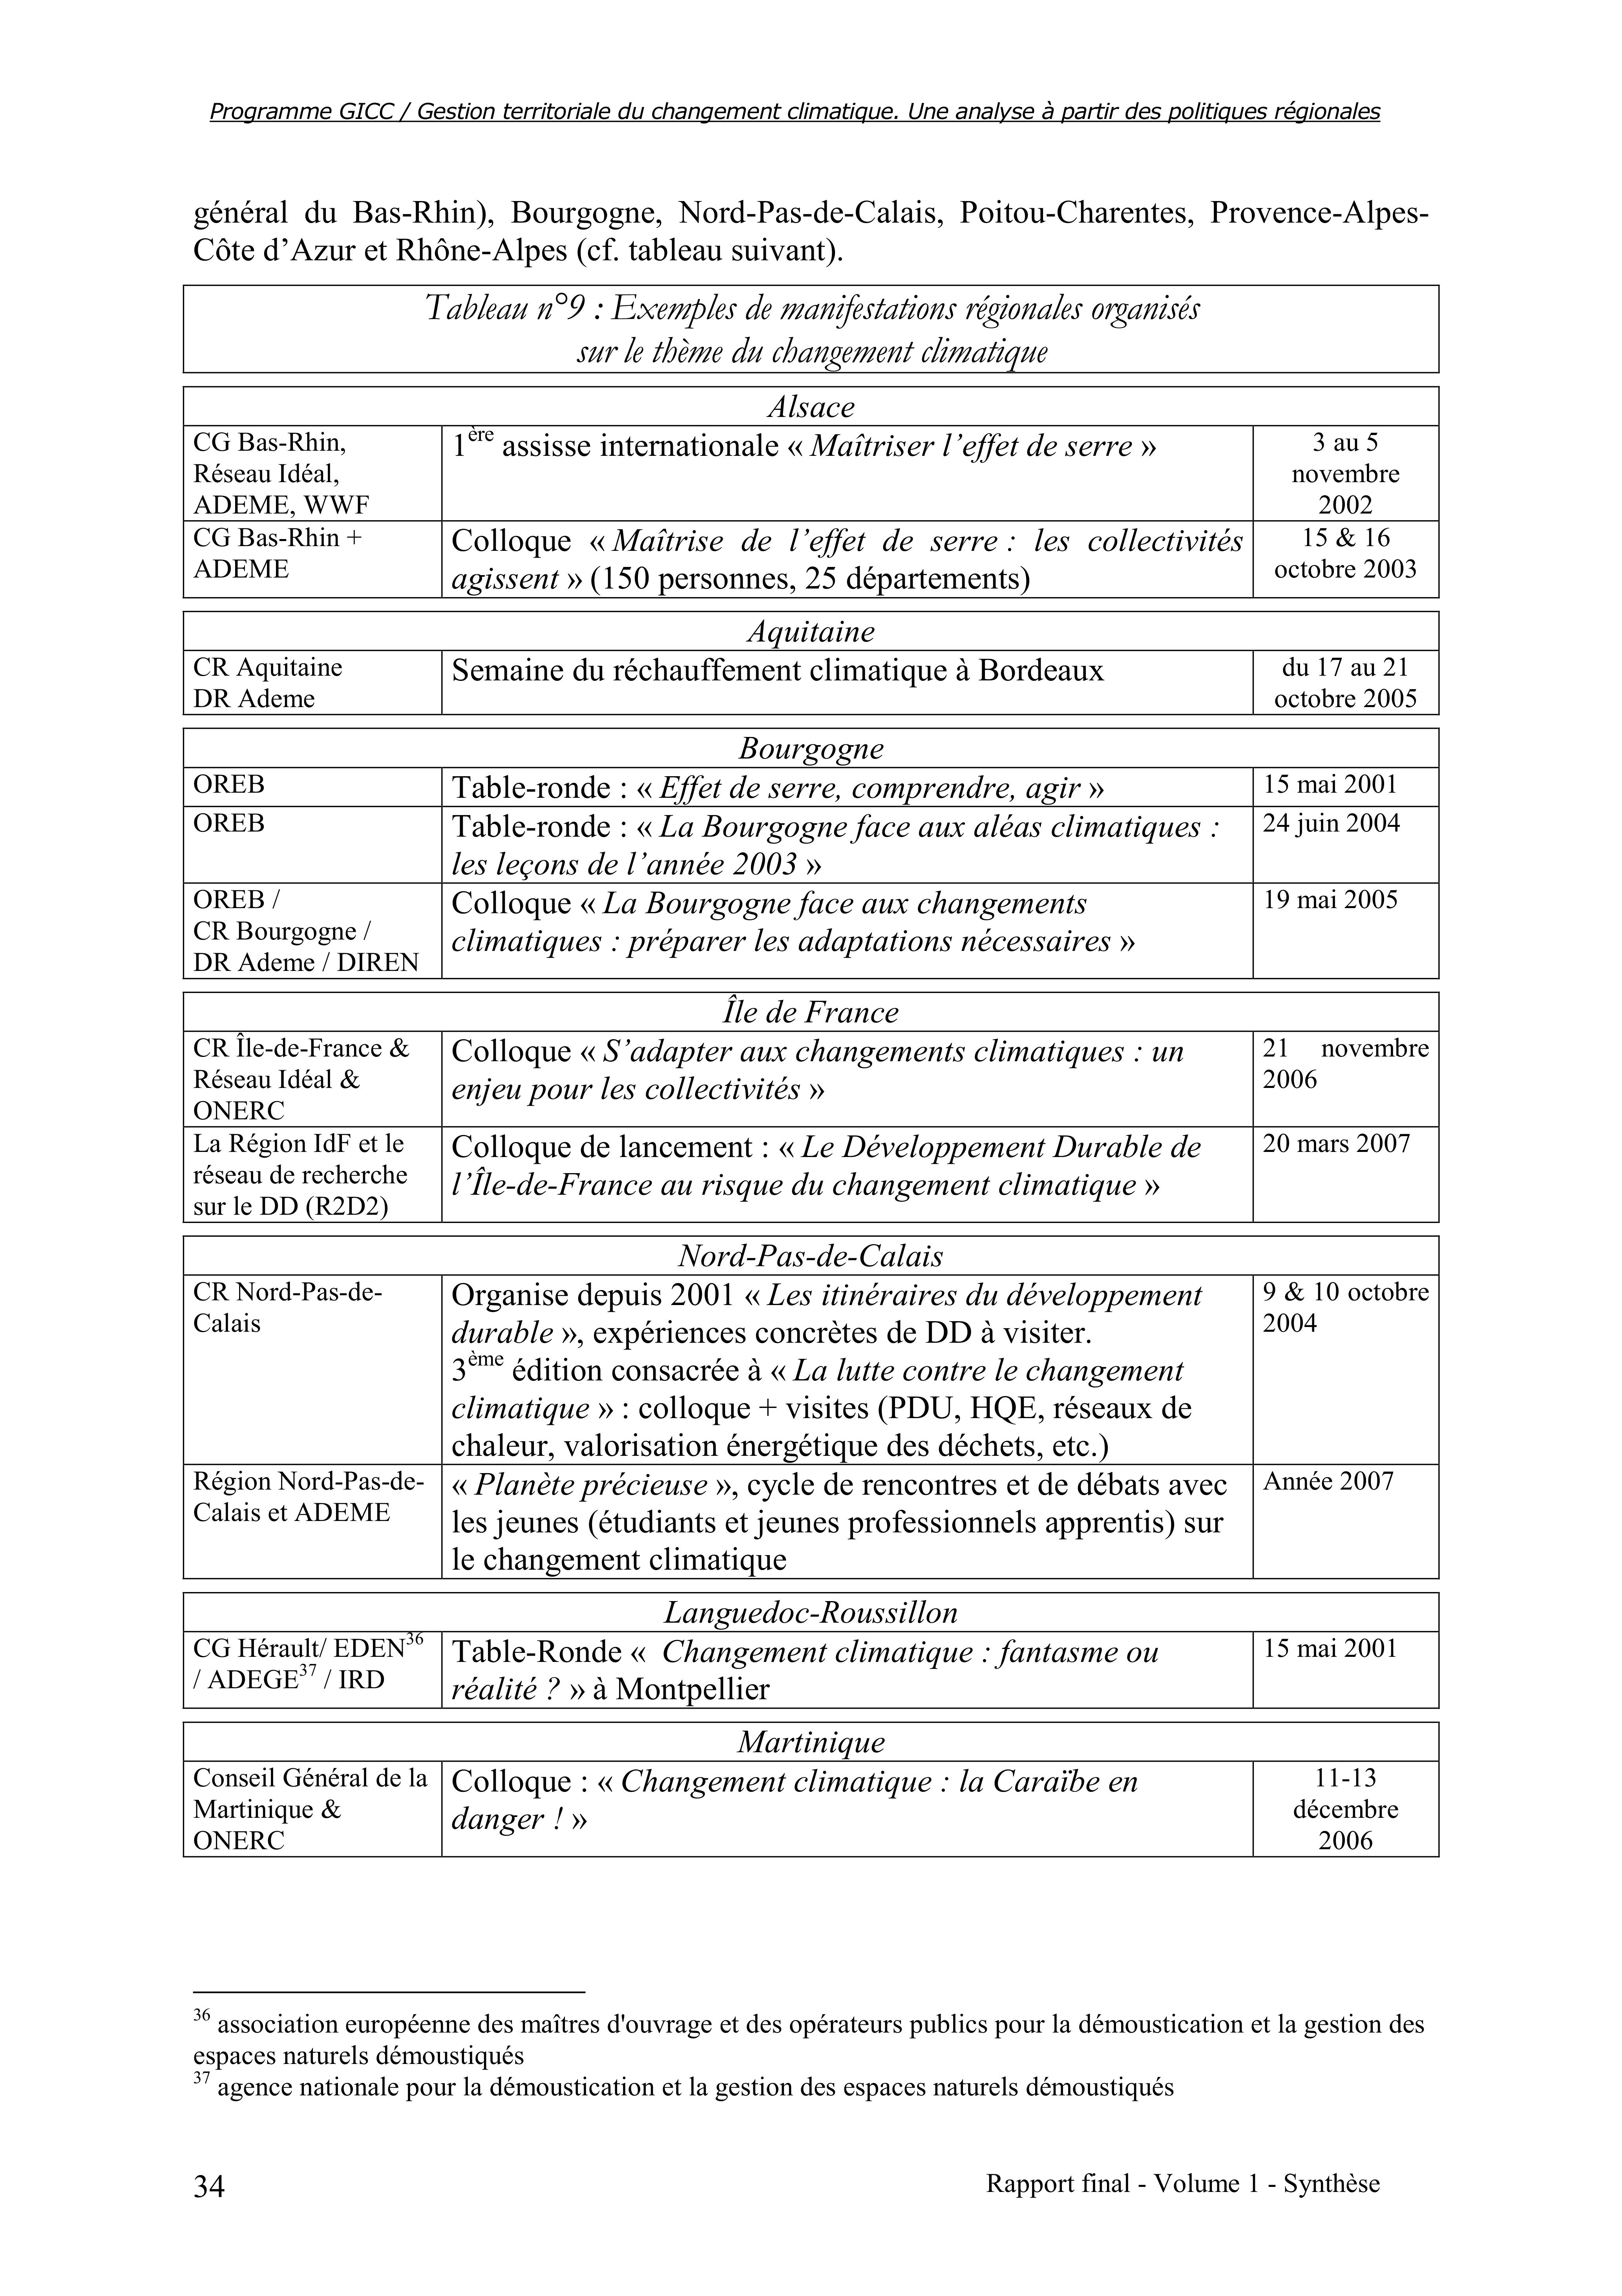 Programme GICC / Gestion territoriale du changement climatique. Une analyse à partir des politiques régionales
général du Bas-Rhin), Bourgogne, Nord-Pas-de-Calais, Poitou-Charentes, Provence-Alpes-
Côte d’Azur et Rhône-Alpes (cf. tableau suivant).
Tableau n°9 : Exemples de manifestations régionales organisés
sur le thème du changement climatique
Alsace
CG Bas-Rhin,
Réseau Idéal,
ADEME, WWF
1ère assisse internationale « Maîtriser l’effet de serre »
3 au 5
novembre
2002
CG Bas-Rhin +
ADEME
Colloque « Maîtrise de l’effet de serre : les collectivités
agissent » (150 personnes, 25 départements)
15 & 16
octobre 2003
Aquitaine
CR Aquitaine
DR Ademe
Semaine du réchauffement climatique à Bordeaux
du 17 au 21
octobre 2005
Bourgogne
OREB
Table-ronde : « Effet de serre, comprendre, agir »
15 mai 2001
OREB
Table-ronde : « La Bourgogne face aux aléas climatiques :
les leçons de l’année 2003 »
24 juin 2004
OREB /
CR Bourgogne /
DR Ademe / DIREN
Colloque « La Bourgogne face aux changements
climatiques : préparer les adaptations nécessaires »
19 mai 2005
Île de France
CR Île-de-France &
Réseau Idéal &
ONERC
Colloque « S’adapter aux changements climatiques : un
enjeu pour les collectivités »
21 novembre
2006
La Région IdF et le
réseau de recherche
sur le DD (R2D2)
Colloque de lancement : « Le Développement Durable de
l’Île-de-France au risque du changement climatique »
20 mars 2007
Nord-Pas-de-Calais
CR Nord-Pas-de-
Calais
Organise depuis 2001 « Les itinéraires du développement
durable », expériences concrètes de DD à visiter.
3ème édition consacrée à « La lutte contre le changement
climatique » : colloque + visites (PDU, HQE, réseaux de
chaleur, valorisation énergétique des déchets, etc.)
9 & 10 octobre
2004
Région Nord-Pas-de-
Calais et ADEME
« Planète précieuse », cycle de rencontres et de débats avec
les jeunes (étudiants et jeunes professionnels apprentis) sur
le changement climatique
Année 2007
Languedoc-Roussillon
CG Hérault/ EDEN36
/ ADEGE37 / IRD
Table-Ronde « Changement climatique : fantasme ou
réalité ? » à Montpellier
15 mai 2001
Martinique
Conseil Général de la
Martinique &
ONERC
Colloque : « Changement climatique : la Caraïbe en
danger ! »
11-13
décembre
2006
36 association européenne des maîtres d'ouvrage et des opérateurs publics pour la démoustication et la gestion des
espaces naturels démoustiqués
37 agence nationale pour la démoustication et la gestion des espaces naturels démoustiqués
34
Rapport final - Volume 1 - Synthèse